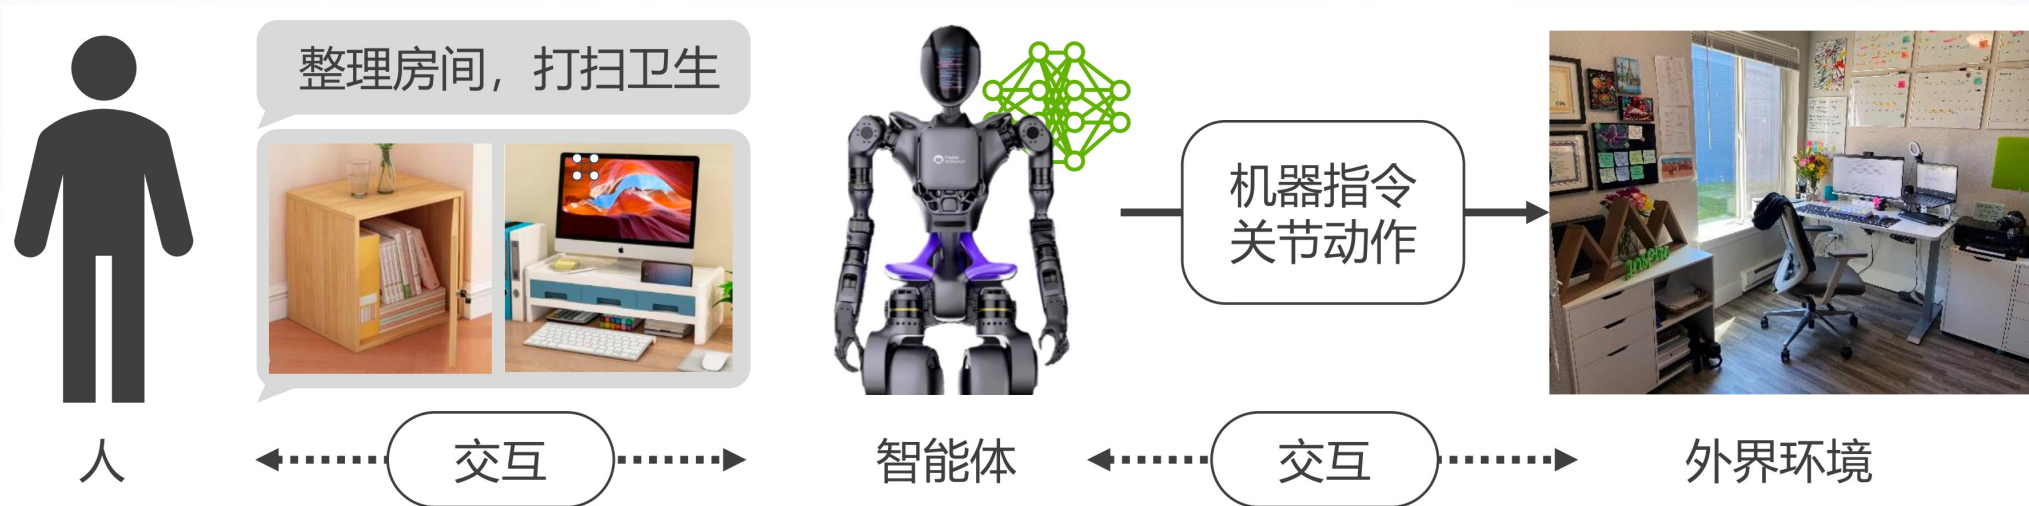 整理房间，打扫卫生
机器指令
关节动作
inspire
人
交互
智能体
交互
外界环境